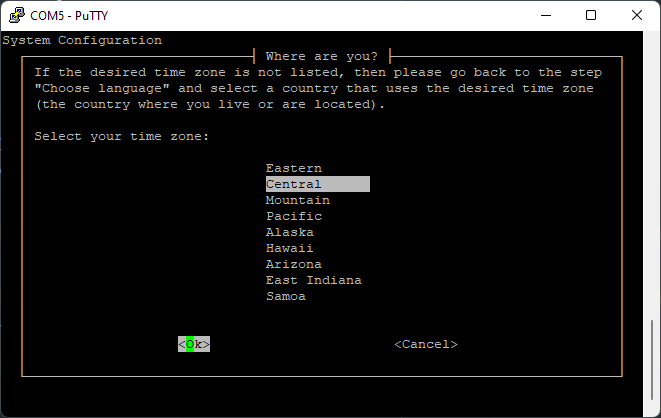 COM5 - PuTTY
System Configuration
Where are you?
If the desired time zone is not listed, then please go back to the step
"Choose language" and select a country that uses the desired time zone
(the country where you live or are located).
Select your time zone:
Eastern
Central
Mountain
Pacific
Alaska
Hawaii
Arizona
East Indiana
Samoa
<Ok> <Cancel>